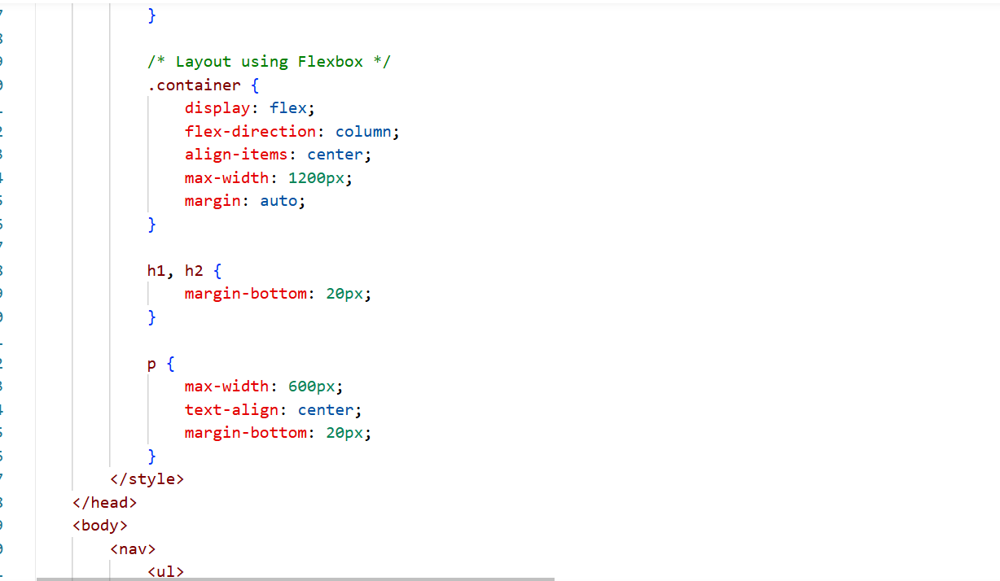 }
/* Layout using Flexbox */
.container {
display: flex;
flex-direction: column;
align-items: center;
max-width: 1200px;
margin: auto;
}
h1, h2 {
margin-bottom: 20px;
}
p {
max-width: 600px;
text-align: center;
margin-bottom: 20px;
}
</style>
</head>
<body>
<nav>
<ul>